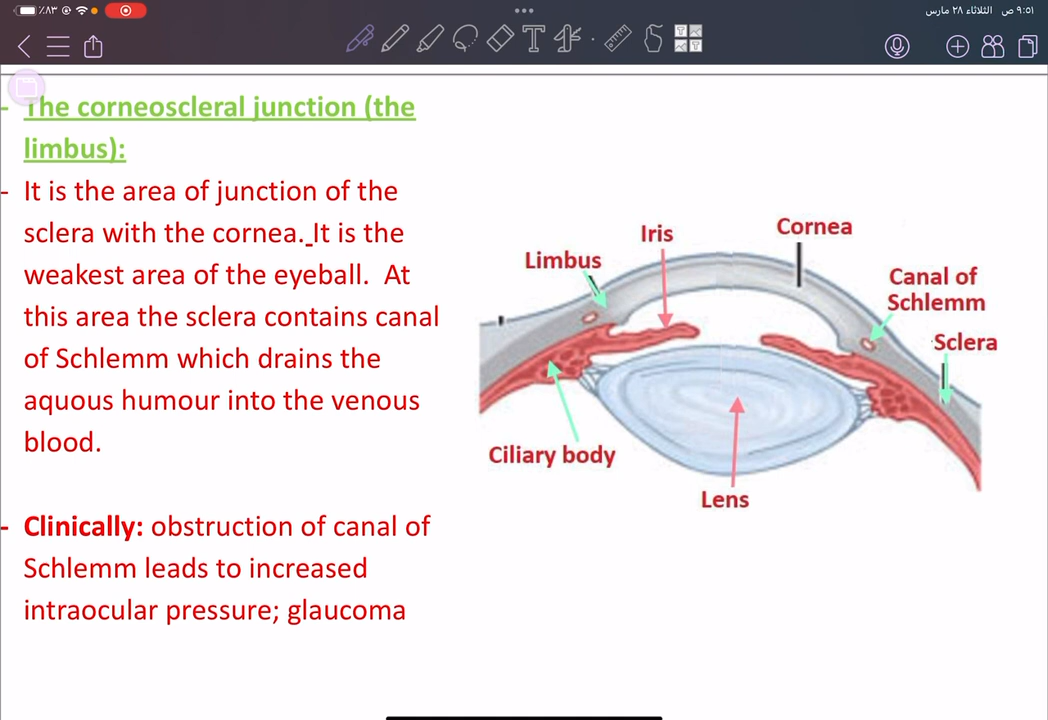 ٪٨٣
٩:٥١ ص الثلاثاء ٢٨ مارس
- The corneoscleral junction (the
limbus):
- It is the area of junction of the
sclera with the cornea. It is the
weakest area of the eyeball. At
this area the sclera contains canal
of Schlemm which drains the
aquous humour into the venous
blood.
- Clinically: obstruction of canal of
Schlemm leads to increased
intraocular pressure; glaucoma
Iris
Cornea
Limbus
Canal of
Schlemm
Sclera
Ciliary body
Lens